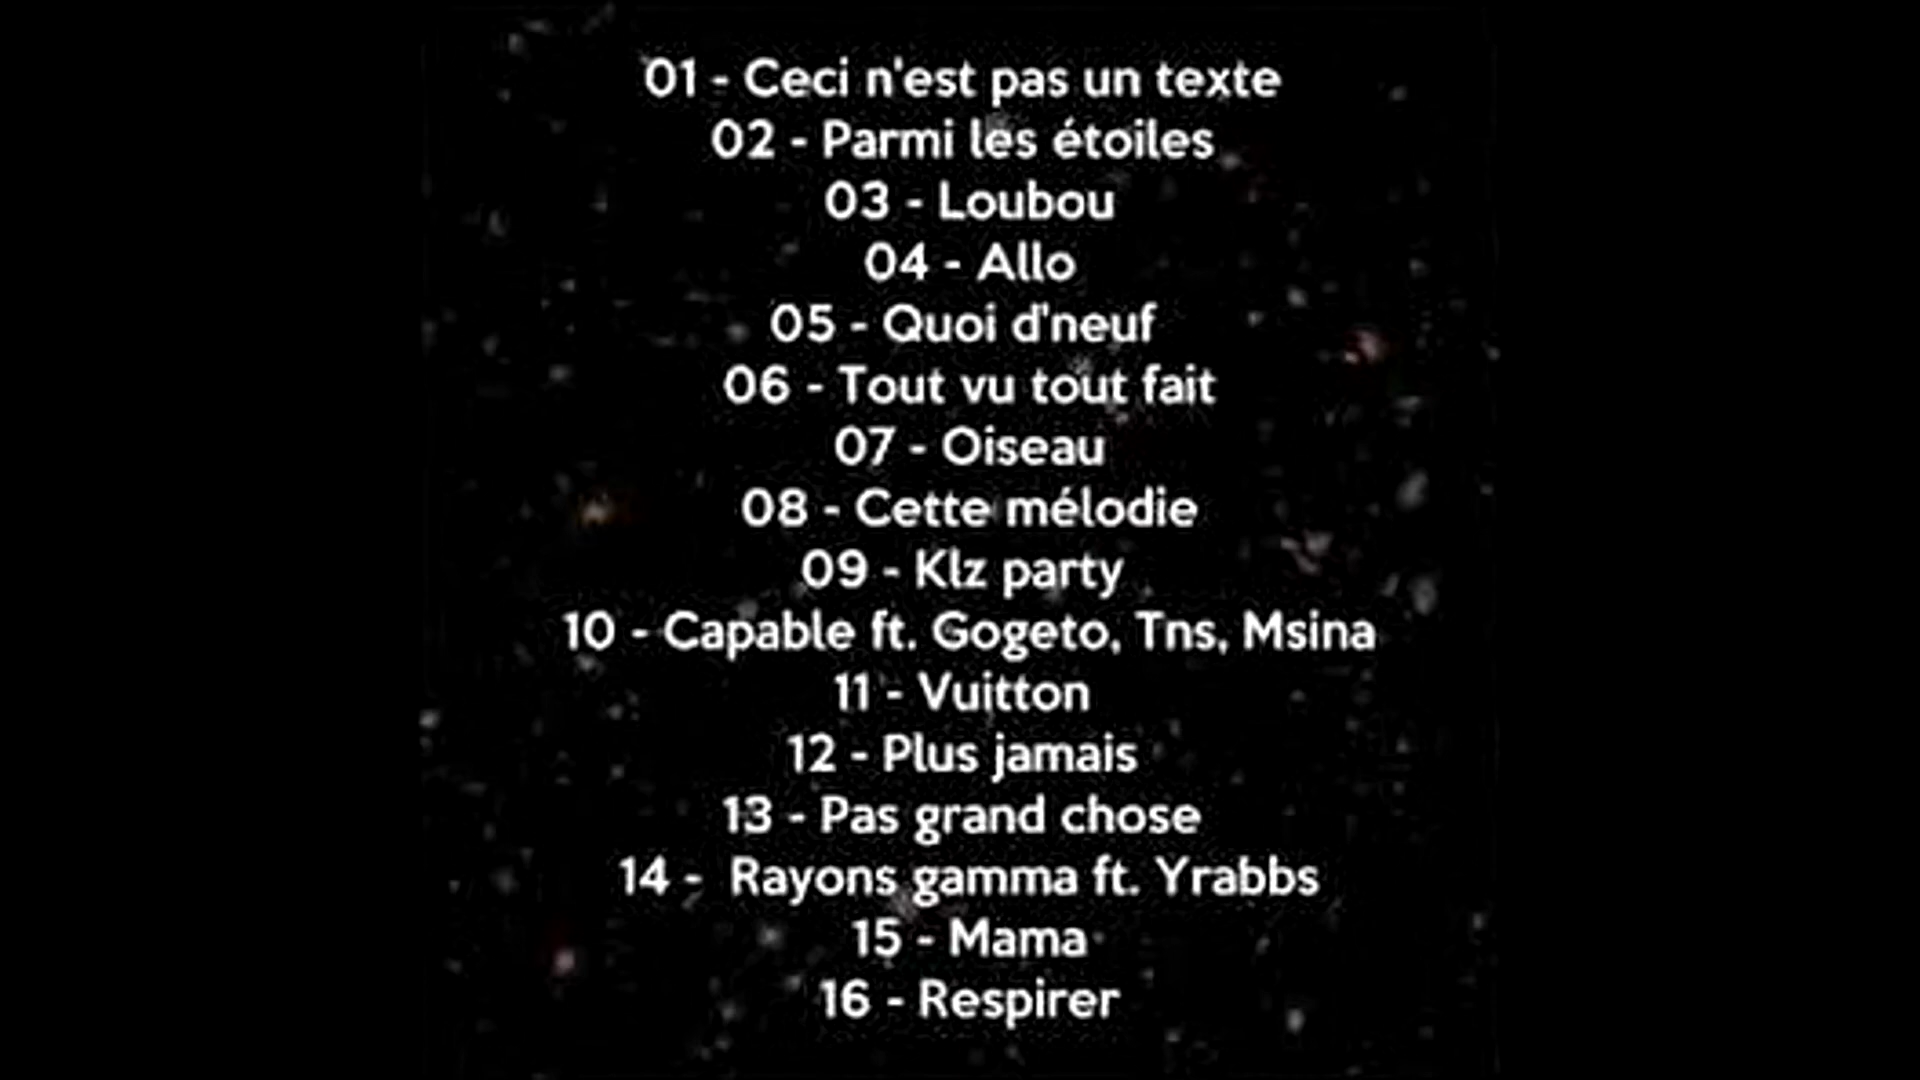 01 - Ceci n'est pas un texte
02 - Parmi les étoiles
03 - Loubou
04 - Allo
05 - Quoi d'neuf
06 - Tout vu tout fait
07 - Oiseau
08 - Cette mélodie
09 - Klz party
10 - Capable ft. Gogeto, Tns, Msina
11 - Vuitton
12 - Plus jamais
13 - Pas grand chose
14 -  Rayons gamma ft. Yrabbs
15 - Mama
16 - Respirer